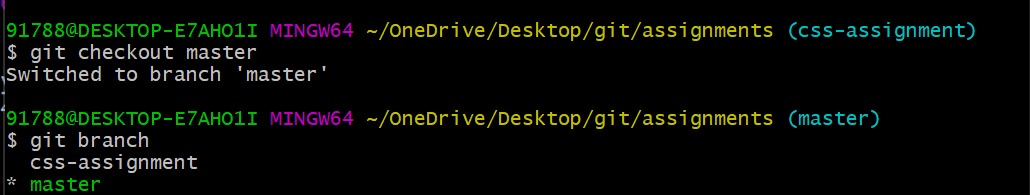 91788@DESKTOP-E7AHO1I MINGW64 ~/OneDrive/Desktop/git/assignments (css-assignment)
$ git checkout master
Switched to branch 'master'
91788@DESKTOP-E7AHO1I MINGW64 ~/OneDrive/Desktop/git/assignments (master)
$ git branch
  css-assignment
* master